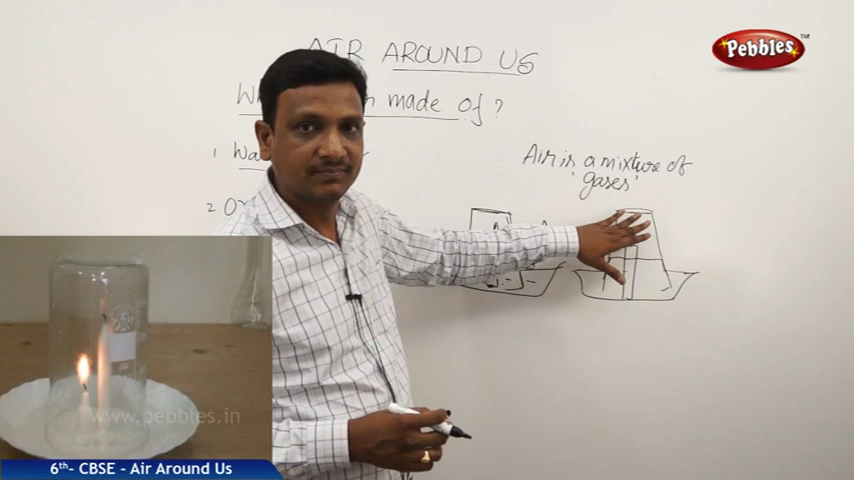 AIR AROUND US
Pebbles
made of?
1
Air is a mixture of
'gases'
2
www.pebbles.in
6th- CBSE - Air Around Us